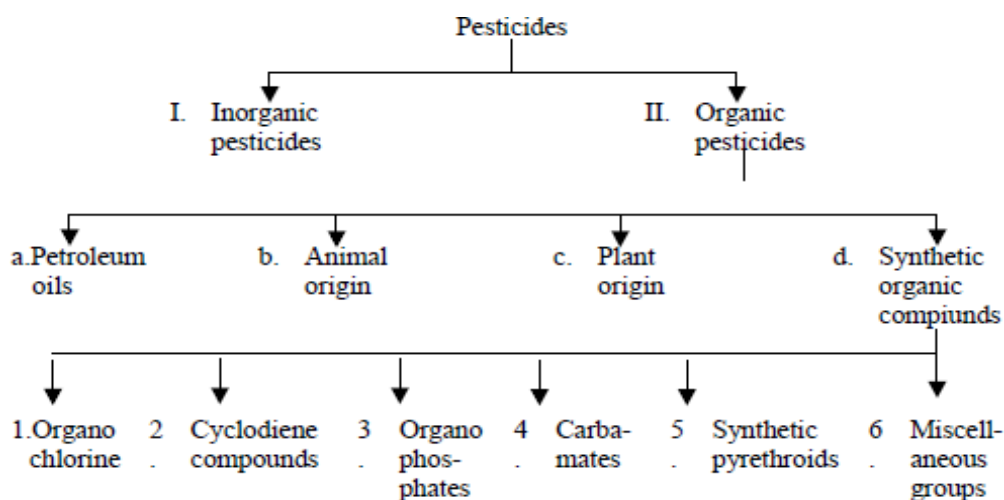 Pesticides
I. Inorganic
pesticides
II. Organic
pesticides
a.Petroleum
oils
b. Animal
origin
c. Plant
origin
d. Synthetic
organic
compiunds
1.Organo
chlorine
2
.
Cyclodiene
compounds
3
.
Organo
phos-
phates
4
.
Carba-
mates
5
.
Synthetic
pyrethroids
6
.
Miscell-
aneous
groups